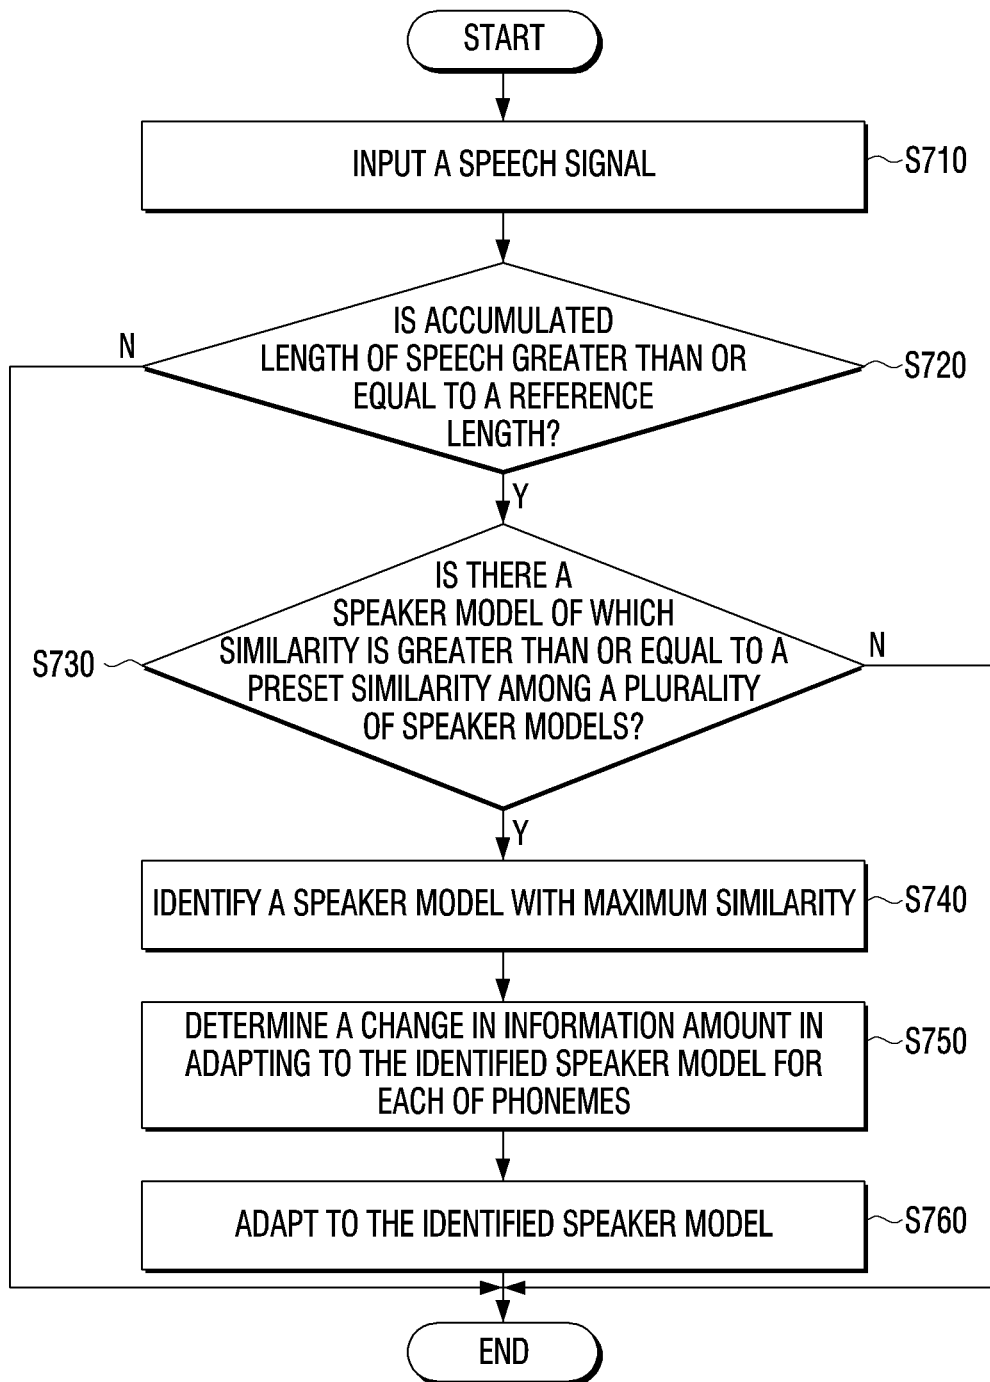 START
INPUT A SPEECH SIGNAL
S710
IS ACCUMULATED
LENGTH OF SPEECH GREATER THAN OR
EQUAL TO A REFERENCE
LENGTH?
N
S720
Y
IS THERE A
SPEAKER MODEL OF WHICH
SIMILARITY IS GREATER THAN OR EQUAL TO A
PRESET SIMILARITY AMONG A PLURALITY
OF SPEAKER MODELS?
S730
N
Y
IDENTIFY A SPEAKER MODEL WITH MAXIMUM SIMILARITY
S740
DETERMINE A CHANGE IN INFORMATION AMOUNT IN
ADAPTING TO THE IDENTIFIED SPEAKER MODEL FOR
EACH OF PHONEMES
S750
ADAPT TO THE IDENTIFIED SPEAKER MODEL
S760
END